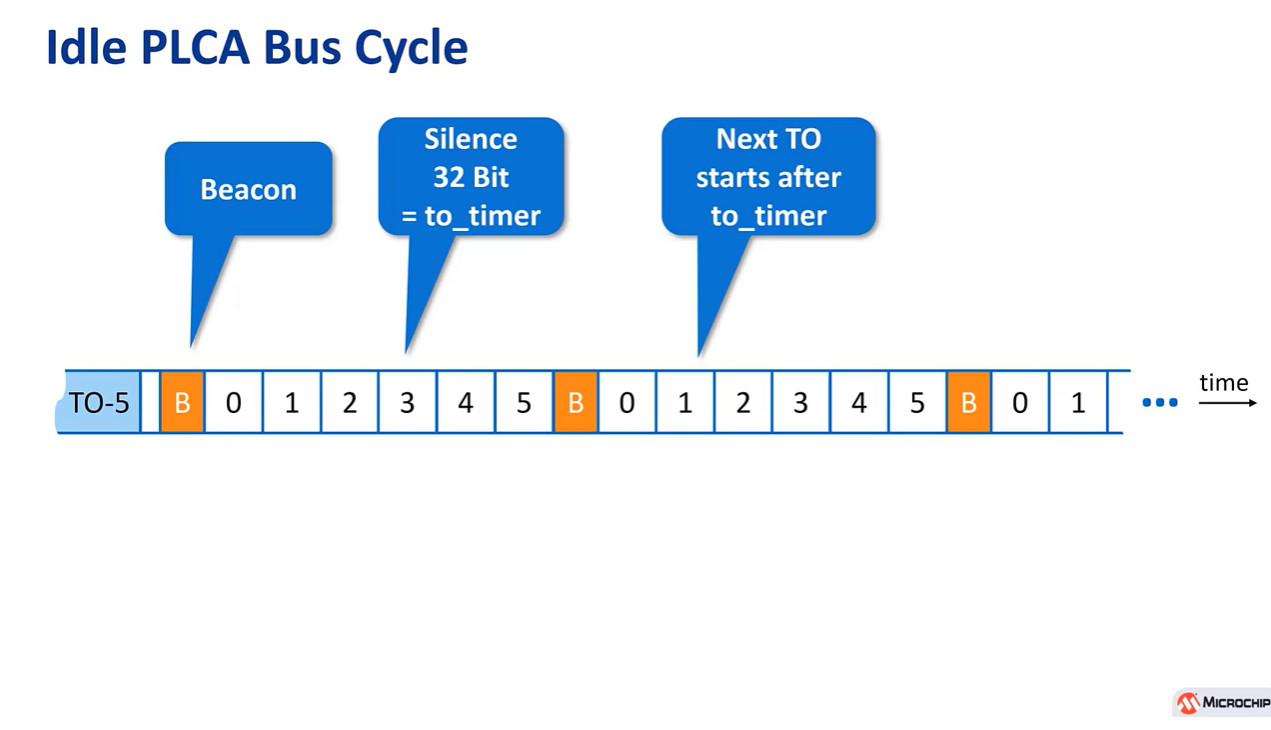 Idle PLCA Bus Cycle
Beacon
Silence
32 Bit
= to_timer
Next TO
starts after
to_timer
TO-5 B 0 1 2 3 4 5 B 0 1 2 3 4 5 B 0 1 ... time
MICROCHIP